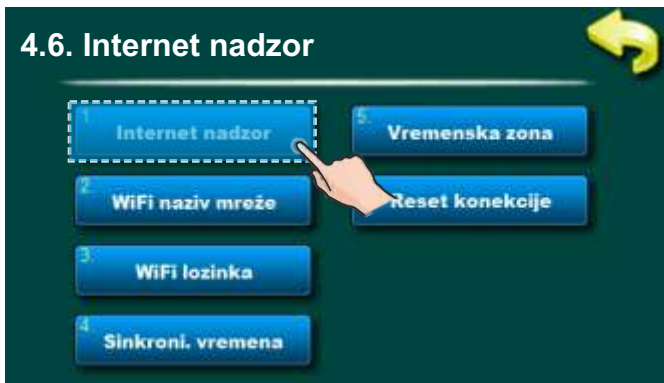 4.6. Internet nadzor
1.
Internet nadzor
2.
WiFi naziv mreže
3.
WiFi lozinka
4.
Sinkroni. vremena
5.
Vremenska zona
Reset konekcije